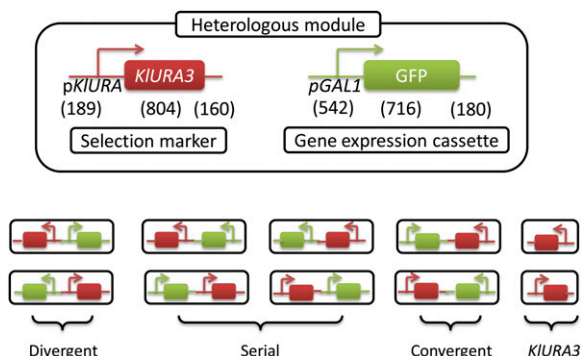 Heterologous module
KlURA3
GFP
pKlURA
pGAL1
(189) (804) (160)
(542) (716) (180)
Selection marker
Gene expression cassette
Divergent
Serial
Convergent
KlURA3